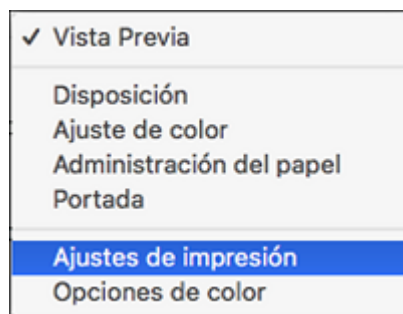 ✓ Vista Previa
Disposición
Ajuste de color
Administración del papel
Portada
Ajustes de impresión
Opciones de color